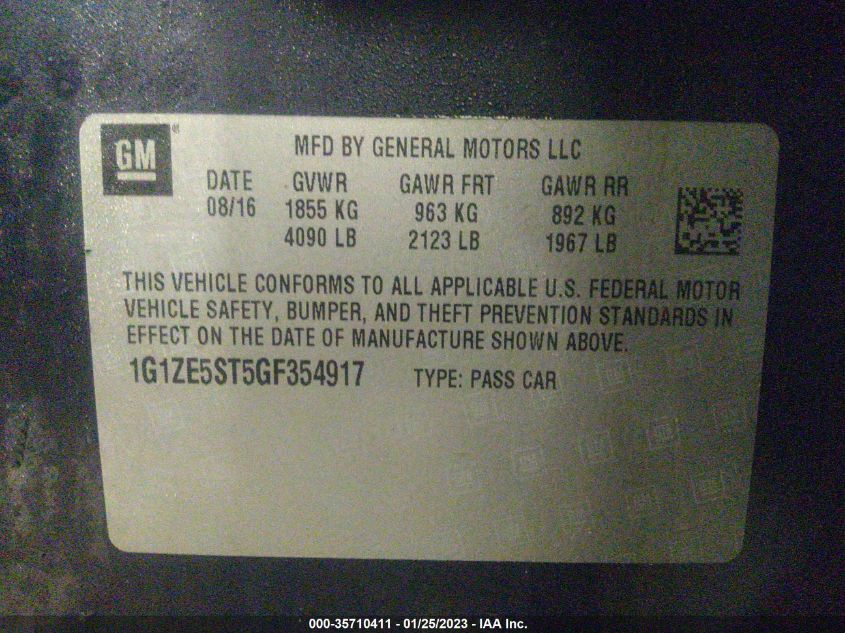 GM
MFD BY GENERAL MOTORS LLC
DATE GVWR GAWR FRT GAWR RR
08/16 1855 KG 963 KG 892 KG
4090 LB 2123 LB 1967 LB
THIS VEHICLE CONFORMS TO ALL APPLICABLE U.S. FEDERAL MOTOR
VEHICLE SAFETY, BUMPER, AND THEFT PREVENTION STANDARDS IN
EFFECT ON THE DATE OF MANUFACTURE SHOWN ABOVE.
1G1ZE5ST5GF354917 TYPE: PASS CAR
000-35710411 - 01/25/2023 - IAA Inc.